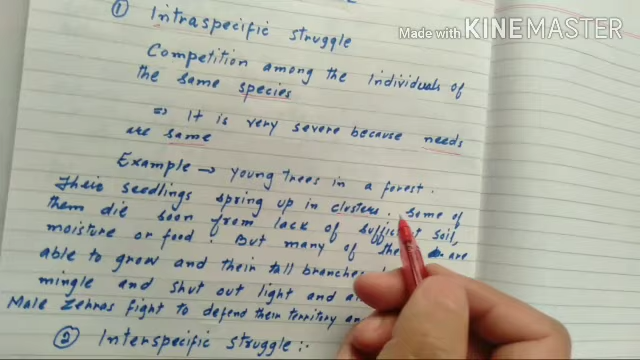 Made with KINEMASTER
① Intraspecific struggle
Competition among the individuals of
the same species
⇒ It is very severe because needs
are same
Example → Young trees in a forest.
Their seedlings spring up in clusters. Some of
them die soon from lack of soil,
moisture or food. But many of are
able to grow and their tall branches
mingle and shut out light and
Male Zebras fight to defend their territory
② Interspecific struggle :-